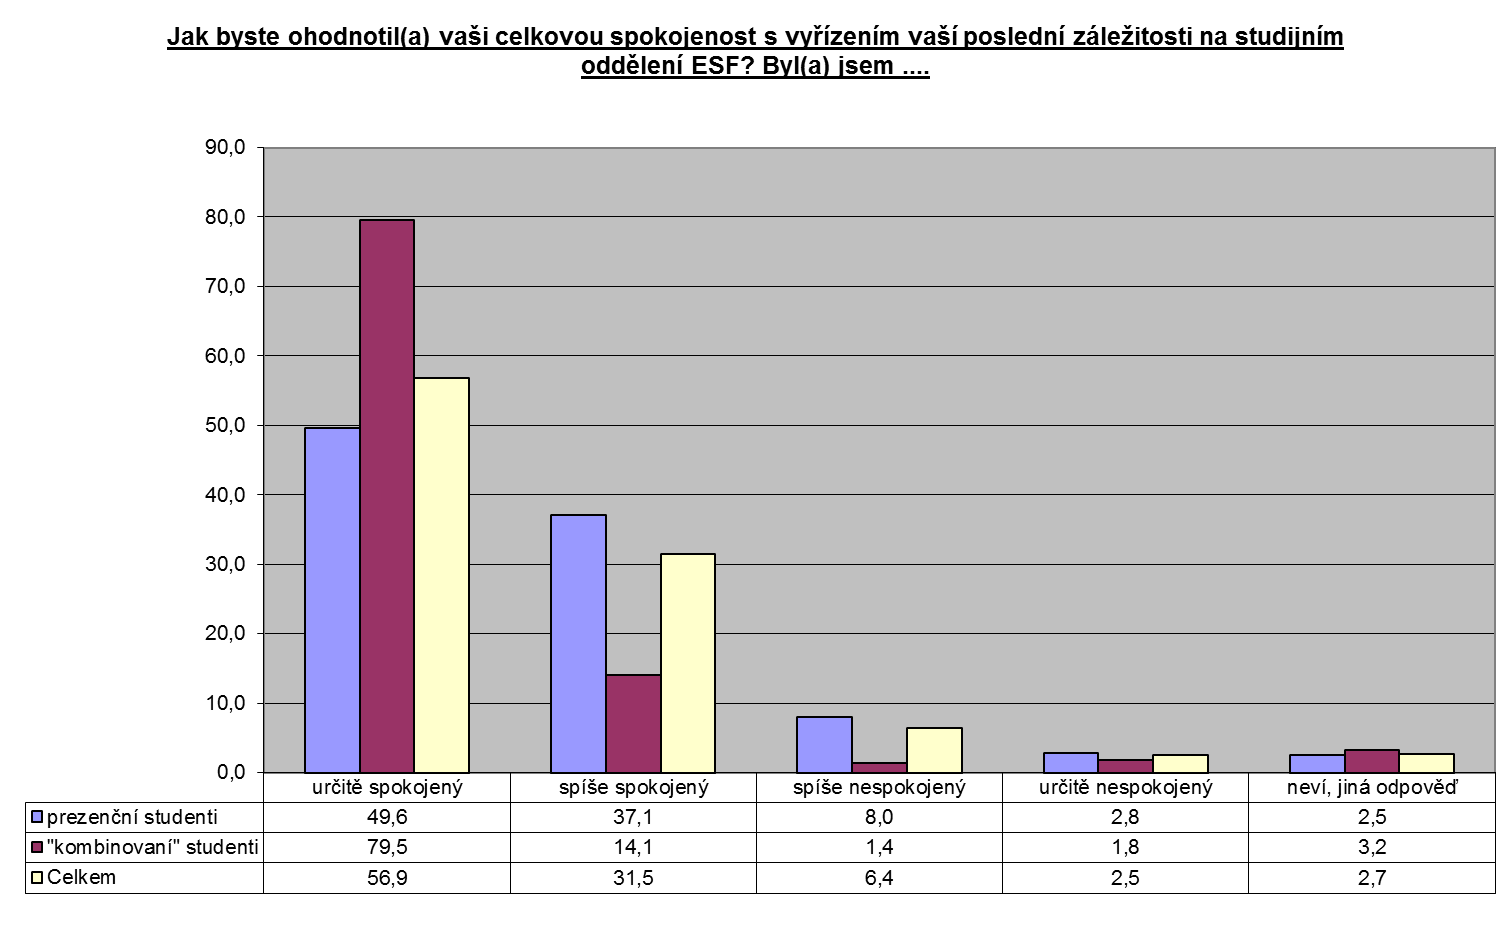 Jak byste ohodnotil(a) vaši celkovou spokojenost s vyřízením vaší poslední záležitosti na studijním
oddělení ESF? Byl(a) jsem ....
90,0
80,0
70,0
60,0
50,0
40,0
30,0
20,0
10,0
0,0
určitě spokojený spíše spokojený spíše nespokojený určitě nespokojený neví, jiná odpověď
prezenční studenti 49,6 37,1 8,0 2,8 2,5
"kombinovaní" studenti 79,5 14,1 1,4 1,8 3,2
Celkem 56,9 31,5 6,4 2,5 2,7